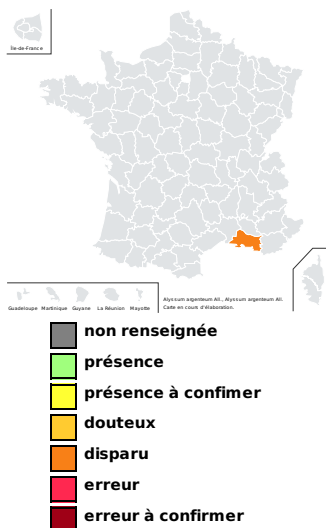 Île-de-France
Guadeloupe Martinique Guyane La Réunion Mayotte
Alyssum argenteum All., Alyssum argenteum All.
Carte en cours d'élaboration.
non renseignée
présence
présence à confimer
douteux
disparu
erreur
erreur à confirmer